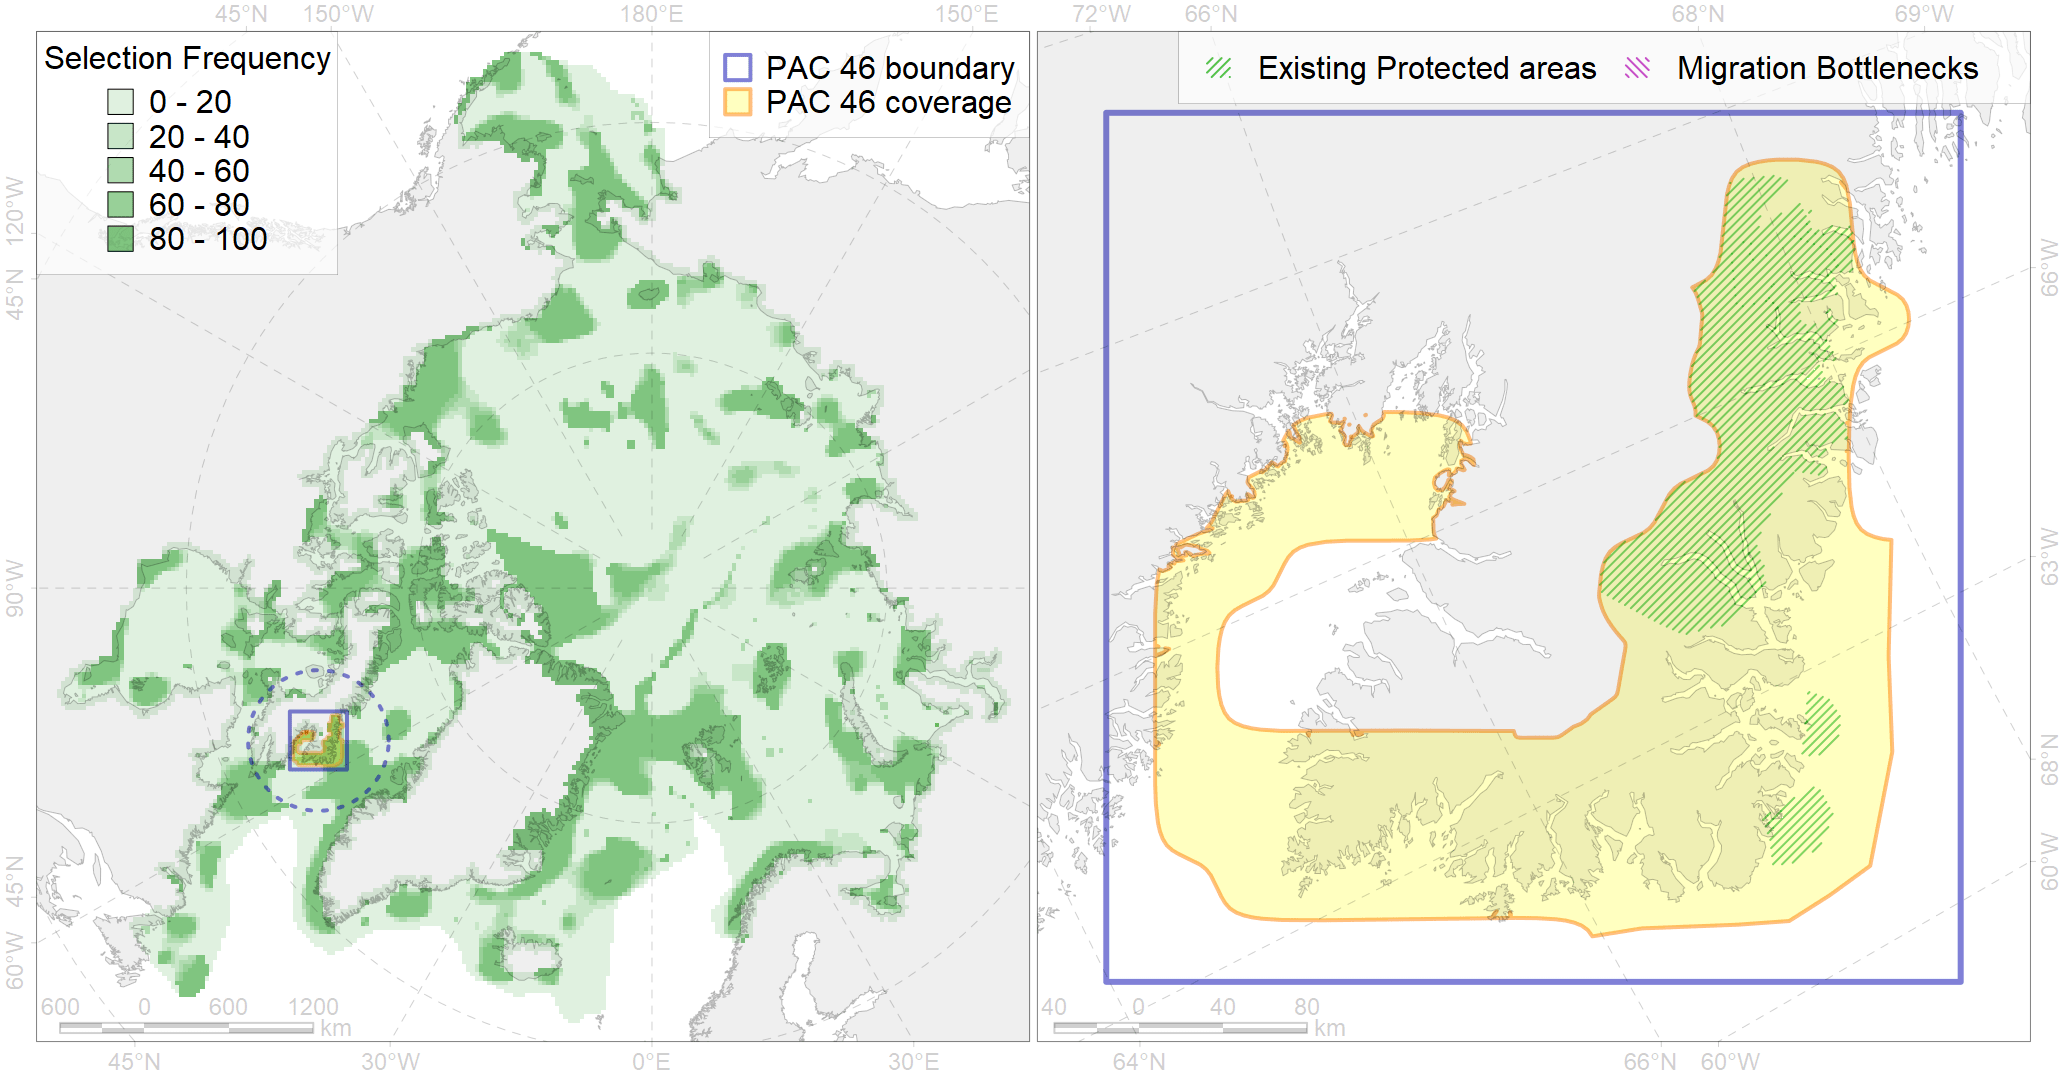 45°N 150°W 180°E 150°E 72°W 66°N 68°N 69°W
Selection Frequency
0 - 20
20 - 40
40 - 60
60 - 80
80 - 100
PAC 46 boundary
PAC 46 coverage
Existing Protected areas
Migration Bottlenecks
120°W
45°N
90°W
45°N
60°W
66°W
63°W
68°N
60°W
600 0 600 1200 km
40 0 40 80 km
45°N 30°W 0°E 30°E 64°N 66°N 60°W